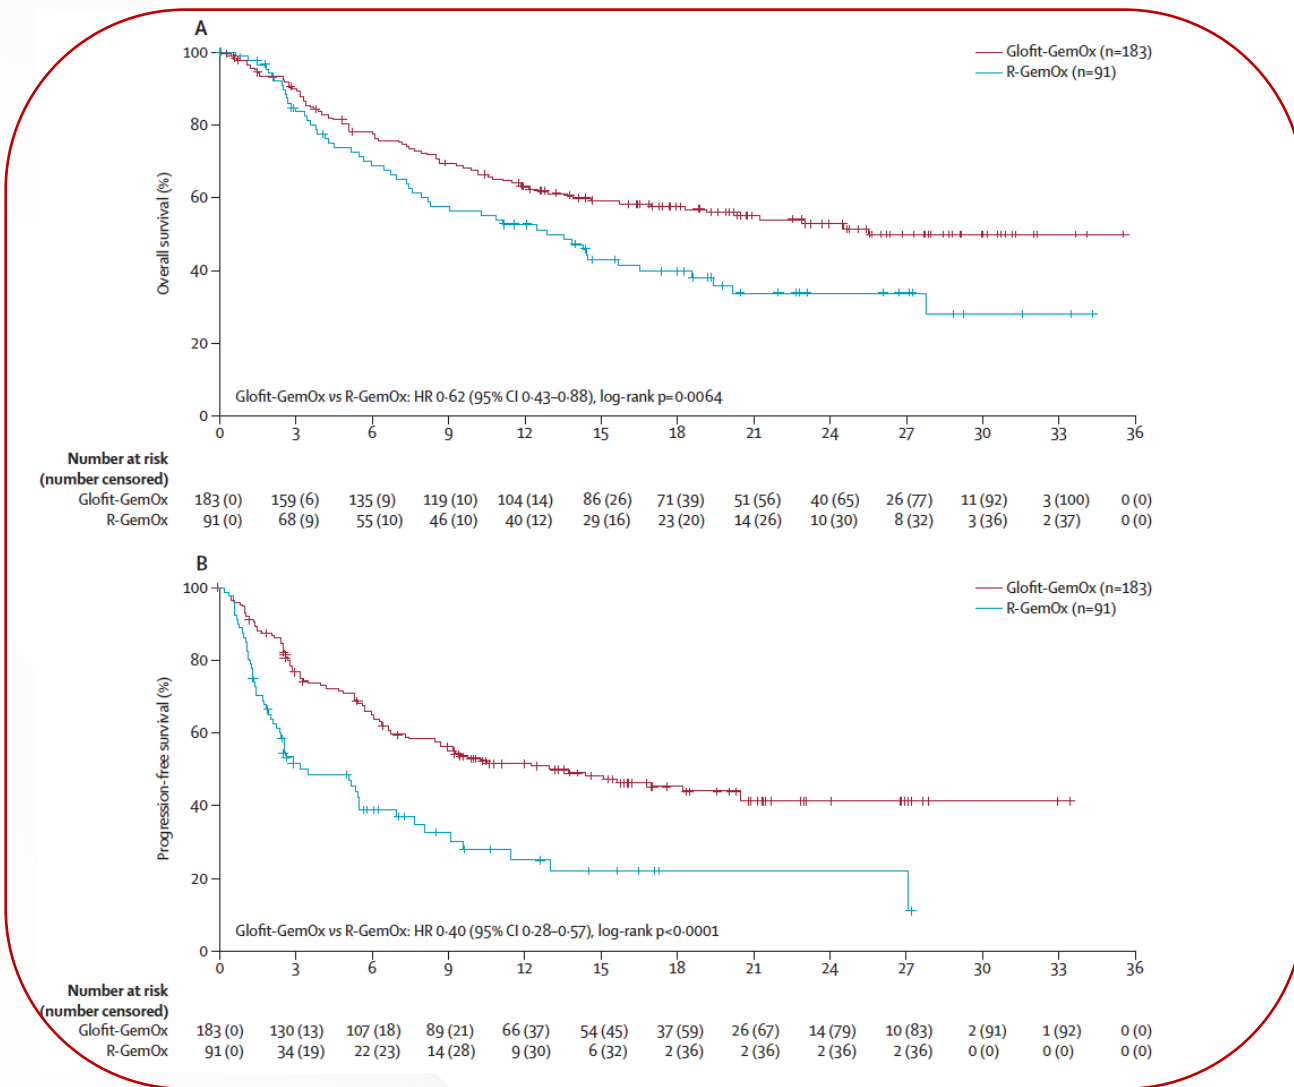 A
100
80
60
40
20
0
Overall survival (%)
Glofit-GemOx (n=183)
R-GemOx (n=91)
Glofit-GemOx vs R-GemOx: HR 0·62 (95% CI 0·43–0·88), log-rank p=0·0064
0 3 6 9 12 15 18 21 24 27 30 33 36
Number at risk
(number censored)
Glofit-GemOx 183 (0) 159 (6) 135 (9) 119 (10) 104 (14) 86 (26) 71 (39) 51 (56) 40 (65) 26 (77) 11 (92) 3 (100) 0 (0)
R-GemOx 91 (0) 68 (9) 55 (10) 46 (10) 40 (12) 29 (16) 23 (20) 14 (26) 10 (30) 8 (32) 3 (36) 2 (37) 0 (0)
B
100
80
60
40
20
0
Progression-free survival (%)
Glofit-GemOx (n=183)
R-GemOx (n=91)
Glofit-GemOx vs R-GemOx: HR 0·40 (95% CI 0·28–0·57), log-rank p<0·0001
0 3 6 9 12 15 18 21 24 27 30 33 36
Number at risk
(number censored)
Glofit-GemOx 183 (0) 130 (13) 107 (18) 89 (21) 66 (37) 54 (45) 37 (59) 26 (67) 14 (79) 10 (83) 2 (91) 1 (92) 0 (0)
R-GemOx 91 (0) 34 (19) 22 (23) 14 (28) 9 (30) 6 (32) 2 (36) 2 (36) 2 (36) 2 (36) 0 (0) 0 (0) 0 (0)